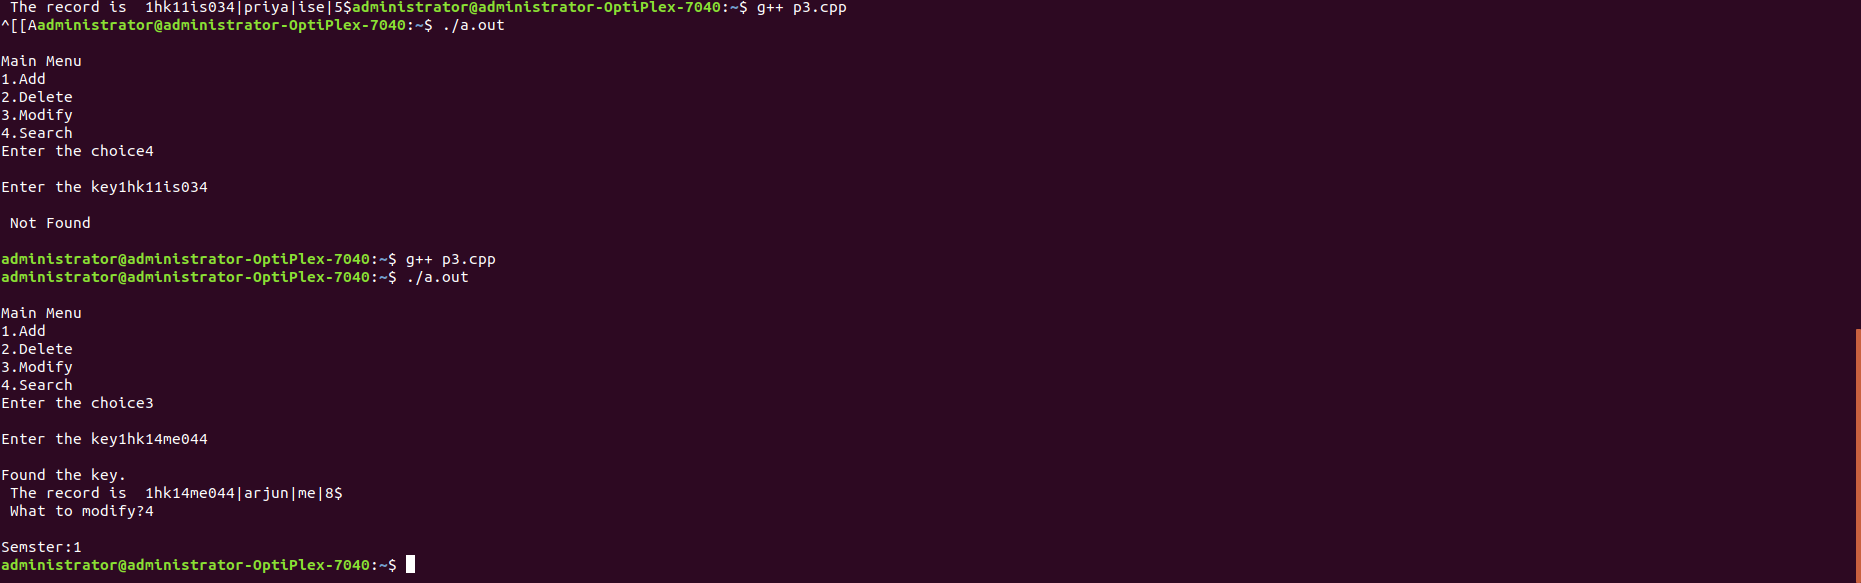 The record is  1hk11is034|priya|ise|5$administrator@administrator-OptiPlex-7040:~$ g++ p3.cpp
^[[Aadministrator@administrator-OptiPlex-7040:~$ ./a.out
Main Menu
1.Add
2.Delete
3.Modify
4.Search
Enter the choice4
Enter the key1hk11is034
Not Found
administrator@administrator-OptiPlex-7040:~$ g++ p3.cpp
administrator@administrator-OptiPlex-7040:~$ ./a.out
Main Menu
1.Add
2.Delete
3.Modify
4.Search
Enter the choice3
Enter the key1hk14me044
Found the key.
The record is  1hk14me044|arjun|me|8$
What to modify?4
Semster:1
administrator@administrator-OptiPlex-7040:~$